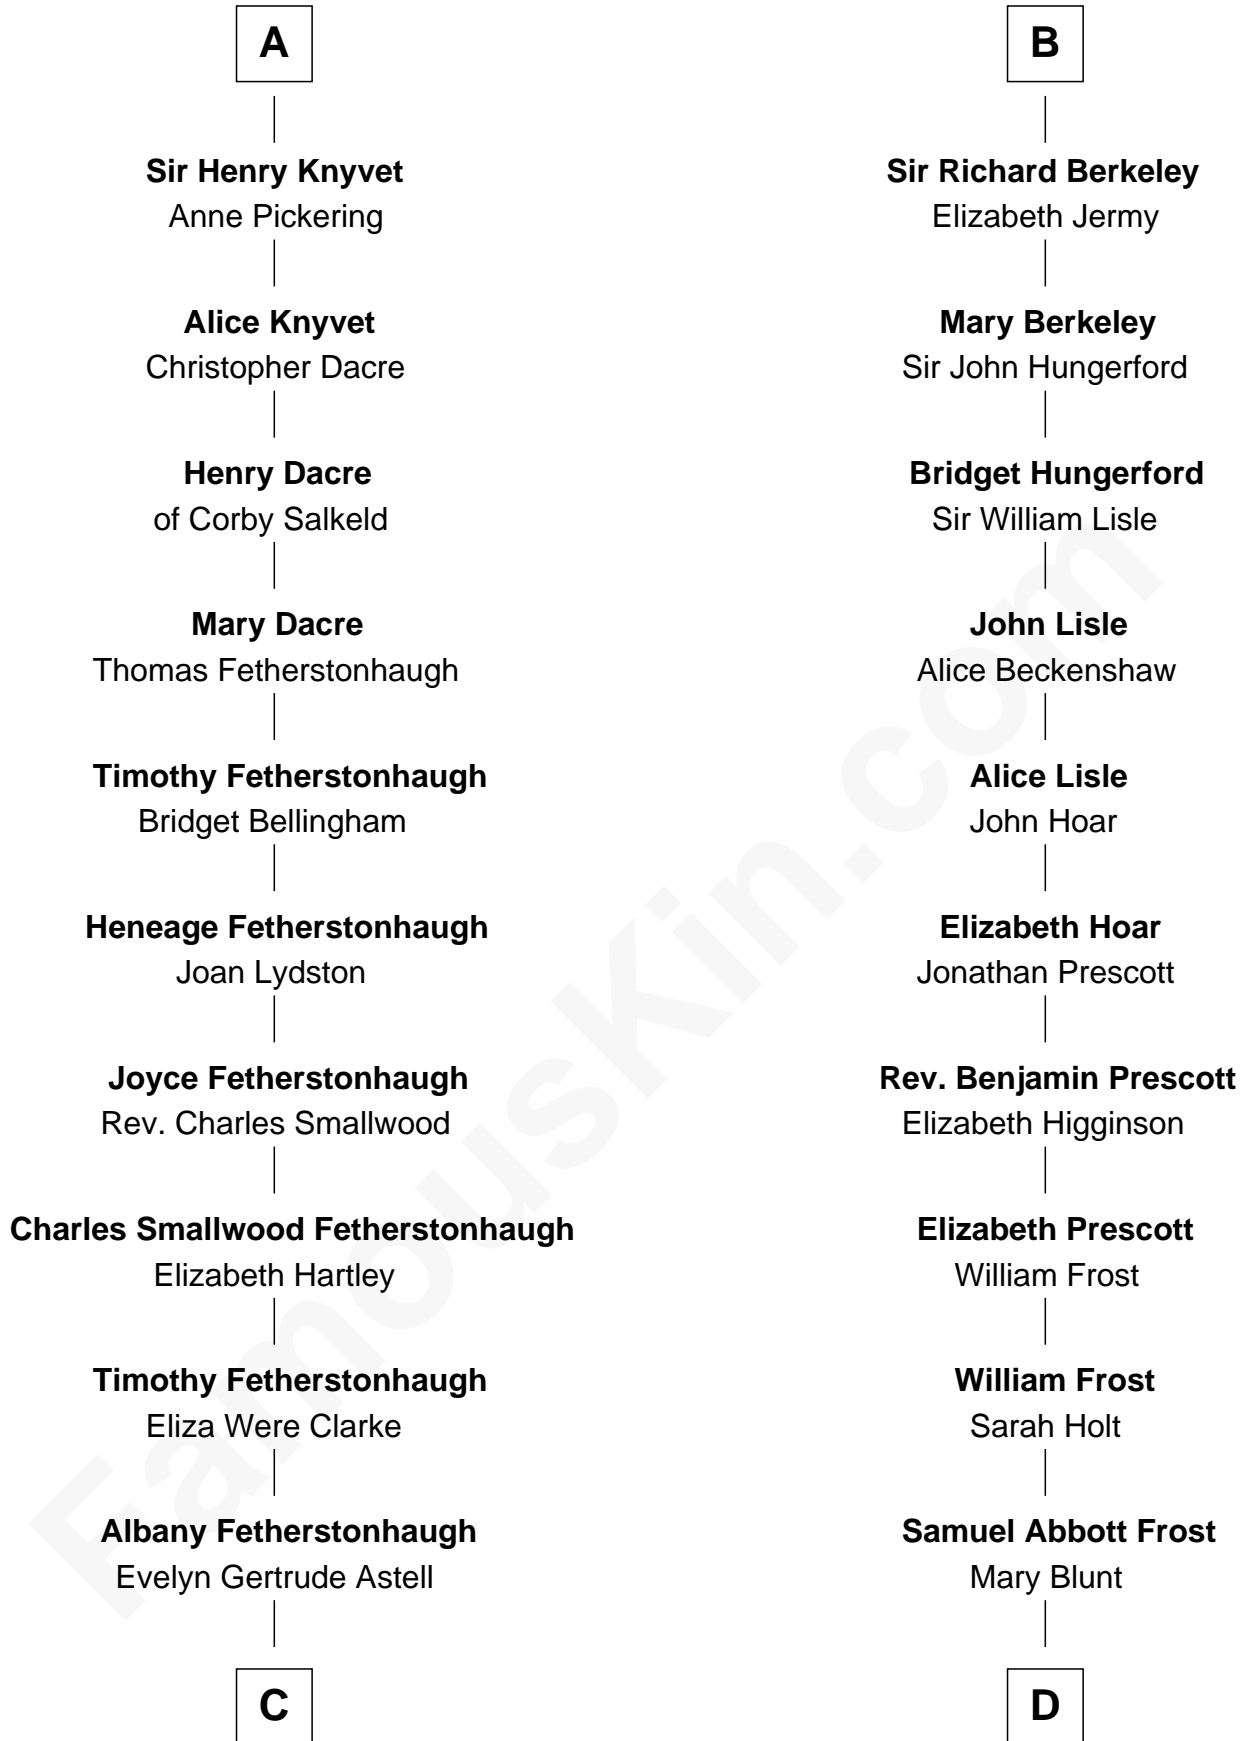 A
Sir Henry Knyvet
Anne Pickering
Alice Knyvet
Christopher Dacre
Henry Dacre
of Corby Salkeld
Mary Dacre
Thomas Fetherstonhaugh
Timothy Fetherstonhaugh
Bridget Bellingham
Heneage Fetherstonhaugh
Joan Lydston
Joyce Fetherstonhaugh
Rev. Charles Smallwood
Charles Smallwood Fetherstonhaugh
Elizabeth Hartley
Timothy Fetherstonhaugh
Eliza Were Clarke
Albany Fetherstonhaugh
Evelyn Gertrude Astell
C
B
Sir Richard Berkeley
Elizabeth Jermy
Mary Berkeley
Sir John Hungerford
Bridget Hungerford
Sir William Lisle
John Lisle
Alice Beckenshaw
Alice Lisle
John Hoar
Elizabeth Hoar
Jonathan Prescott
Rev. Benjamin Prescott
Elizabeth Higginson
Elizabeth Prescott
William Frost
William Frost
Sarah Holt
Samuel Abbott Frost
Mary Blunt
D
FamousKin.com